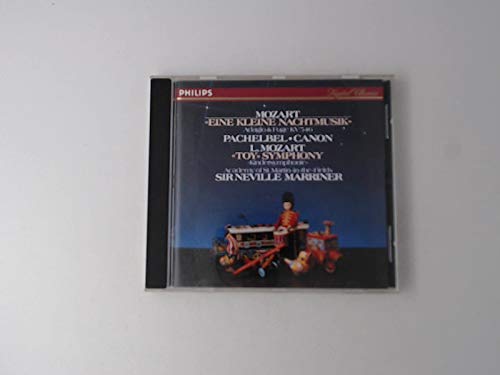 PHILIPS
Digital Classics
MOZART
»EINE KLEINE NACHTMUSIK«
Adagio & Fuge KV 546
PACHELBEL • CANON
L. MOZART
»TOY« SYMPHONY
»Kindersymphonie«
Academy of St. Martin-in-the-Fields
SIR NEVILLE MARRINER